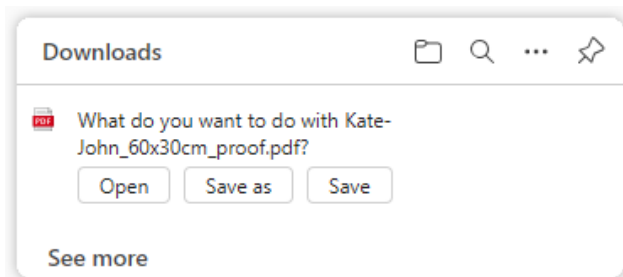 Downloads
PDF
What do you want to do with Kate-
John_60x30cm_proof.pdf?
Open Save as Save
See more